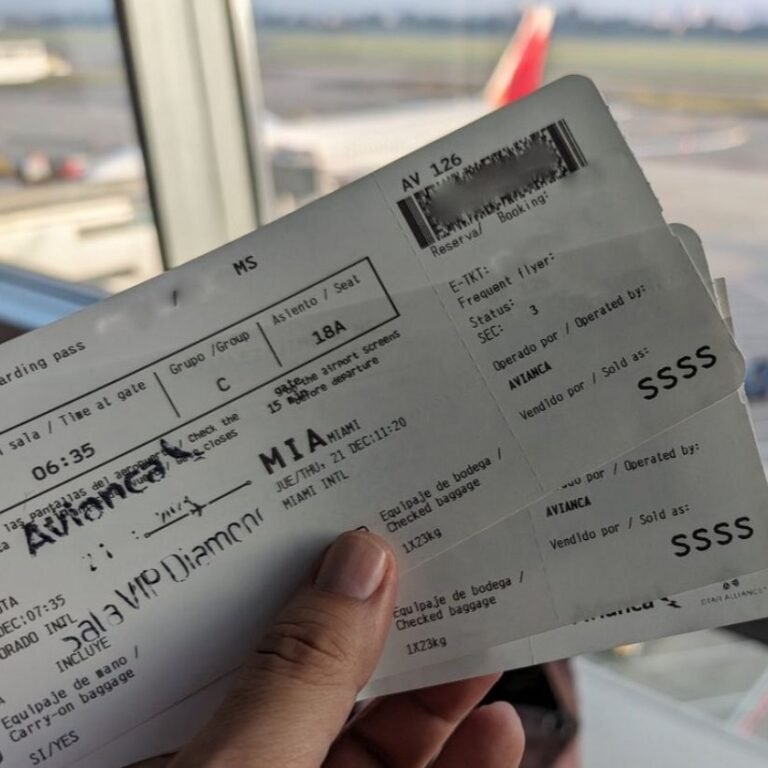 MS
arding pass
sala / Time at gate
06:35
Grupo /Group
C
Asiento / Seat
18A
las pantallas del aeropuerto / Check the airport screens
15 min before departure
gate closes
Avianca
Sala VIP Diamond
MIA MIAMI
JUE/THU, 21 DEC:11:20
MIAMI INTL
OTA
DEC:07:35
DORADO INTL
INCLUYE
Equipaje de mano /
Carry-on baggage
SI/YES
Equipaje de bodega /
Checked baggage
1X23kg
AV 126
Reserva/ Booking:
E-TKT:
Frequent flyer:
Status:
SEC: 3
Operado por / Operated by:
AVIANCA
Vendido por / Sold as:
SSSS
Equipaje de bodega /
Checked baggage
1X23kg
do por / Operated by:
AVIANCA
Vendido por / Sold as:
SSSS
Avianca
STAR ALLIANCE